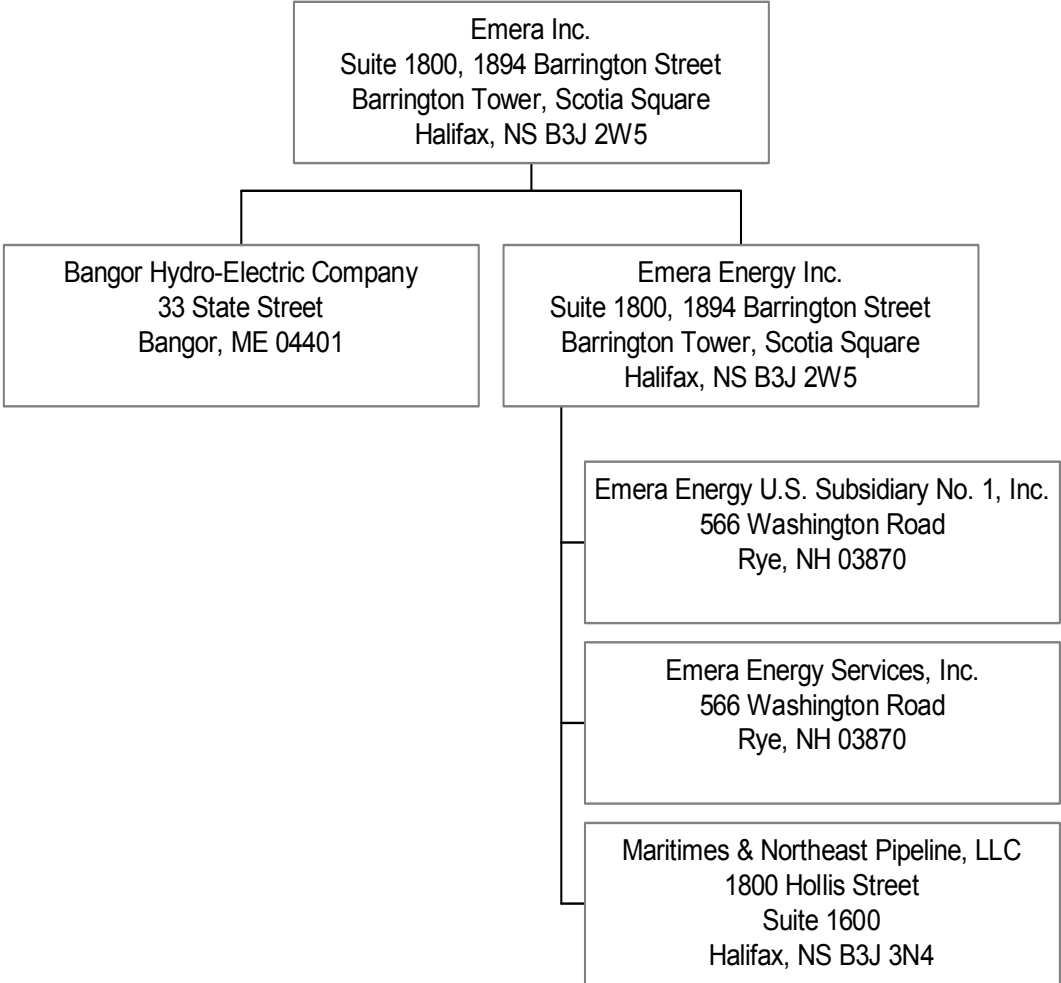 Emera Inc.
Suite 1800, 1894 Barrington Street
Barrington Tower, Scotia Square
Halifax, NS B3J 2W5
Bangor Hydro-Electric Company
33 State Street
Bangor, ME 04401
Emera Energy Inc.
Suite 1800, 1894 Barrington Street
Barrington Tower, Scotia Square
Halifax, NS B3J 2W5
Emera Energy U.S. Subsidiary No. 1, Inc.
566 Washington Road
Rye, NH 03870
Emera Energy Services, Inc.
566 Washington Road
Rye, NH 03870
Maritimes & Northeast Pipeline, LLC
1800 Hollis Street
Suite 1600
Halifax, NS B3J 3N4